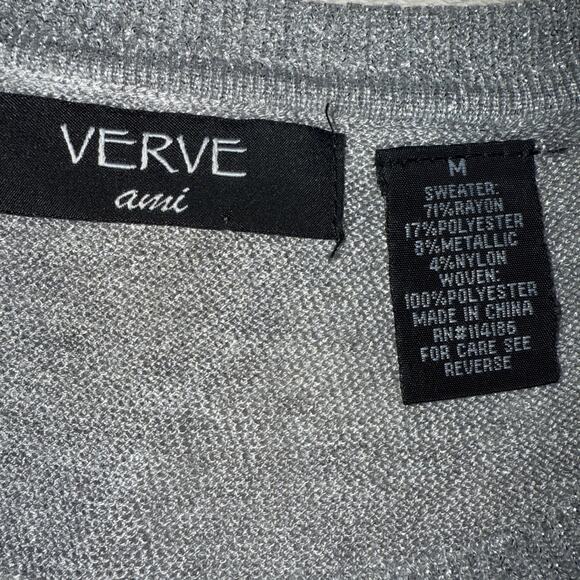 VERVE
ami
M
SWEATER:
71%RAYON
17%POLYESTER
8%METALLIC
4%NYLON
WOVEN:
100%POLYESTER
MADE IN CHINA
RN#114186
FOR CARE SEE
REVERSE